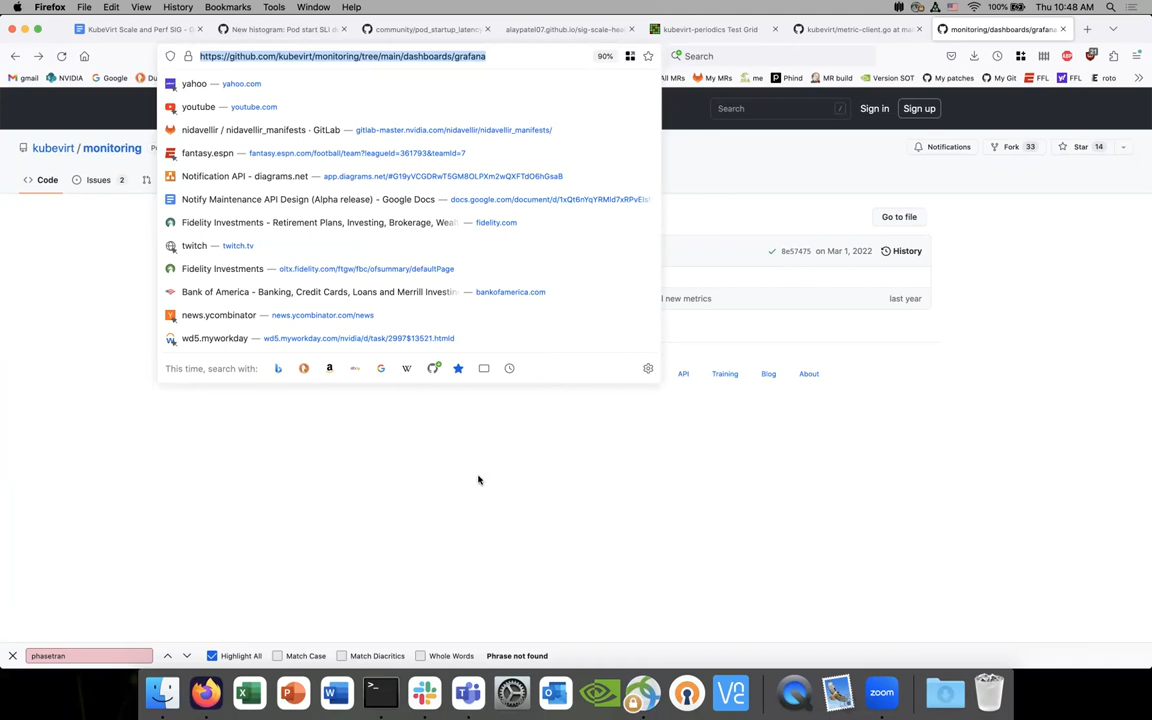 Firefox File Edit View History Bookmarks Tools Window Help 100% Thu 10:48 AM
KubeVirt Scale and Perf SIG - C New histogram: Pod start SLI d community/pod_startup_latency alaypatel07.github.io/sig-scale-he kubevirt-periodics Test Grid kubevirt/metric-client.go at ma monitoring/dashboards/grafana
https://github.com/kubevirt/monitoring/tree/main/dashboards/grafana 90% Search
gmail NVIDIA Google All MRs My MRs me Phind MR build Version SOT My patches My Git FFL FFL roto
yahoo — yahoo.com
youtube — youtube.com
Search / Sign in Sign up
nidavellir / nidavellir_manifests · GitLab — gitlab-master.nvidia.com/nidavellir/nidavellir_manifests/
kubevirt / monitoring Notifications Fork 33 Star 14
fantasy.espn — fantasy.espn.com/football/team?leagueId=361793&teamId=7
Code Issues 2
Notification API - diagrams.net — app.diagrams.net/#G19yVCGDRwT5GM8OLPXm2wQXFTdO6hGsaB
Notify Maintenance API Design (Alpha release) - Google Docs — docs.google.com/document/d/1xQt6nYqYRMld7xRPvEls
Go to file
Fidelity Investments - Retirement Plans, Investing, Brokerage, Wea — fidelity.com
twitch — twitch.tv
8e57475 on Mar 1, 2022 History
Fidelity Investments — oltx.fidelity.com/ftgw/fbc/ofsummary/defaultPage
Bank of America - Banking, Credit Cards, Loans and Merrill Investin — bankofamerica.com
l new metrics last year
news.ycombinator — news.ycombinator.com/news
wd5.myworkday — wd5.myworkday.com/nvidia/d/task/2997$13521.htmld
This time, search with:
API Training Blog About
phasetran Highlight All Match Case Match Diacritics Whole Words Phrase not found
zoom